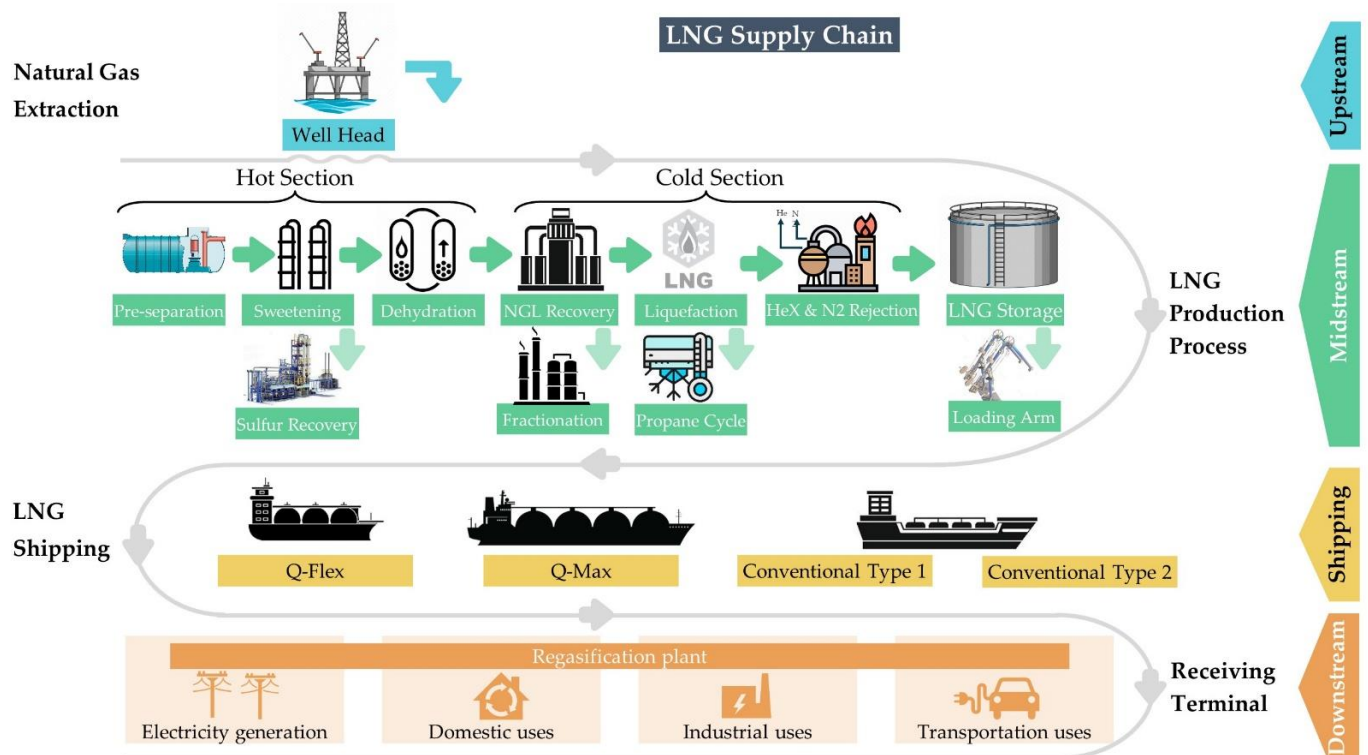 LNG Supply Chain
Natural Gas
Extraction
Well Head
Upstream
Hot Section
Cold Section
He N
2
LNG
Pre-separation
Sweetening
Dehydration
NGL Recovery
Liquefaction
HeX & N2 Rejection
LNG Storage
LNG
Production
Process
Midstream
Sulfur Recovery
Fractionation
Propane Cycle
Loading Arm
LNG
Shipping
Q-Flex
Q-Max
Conventional Type 1
Conventional Type 2
Shipping
Regasification plant
Electricity generation
Domestic uses
Industrial uses
Transportation uses
Receiving
Terminal
Downstream